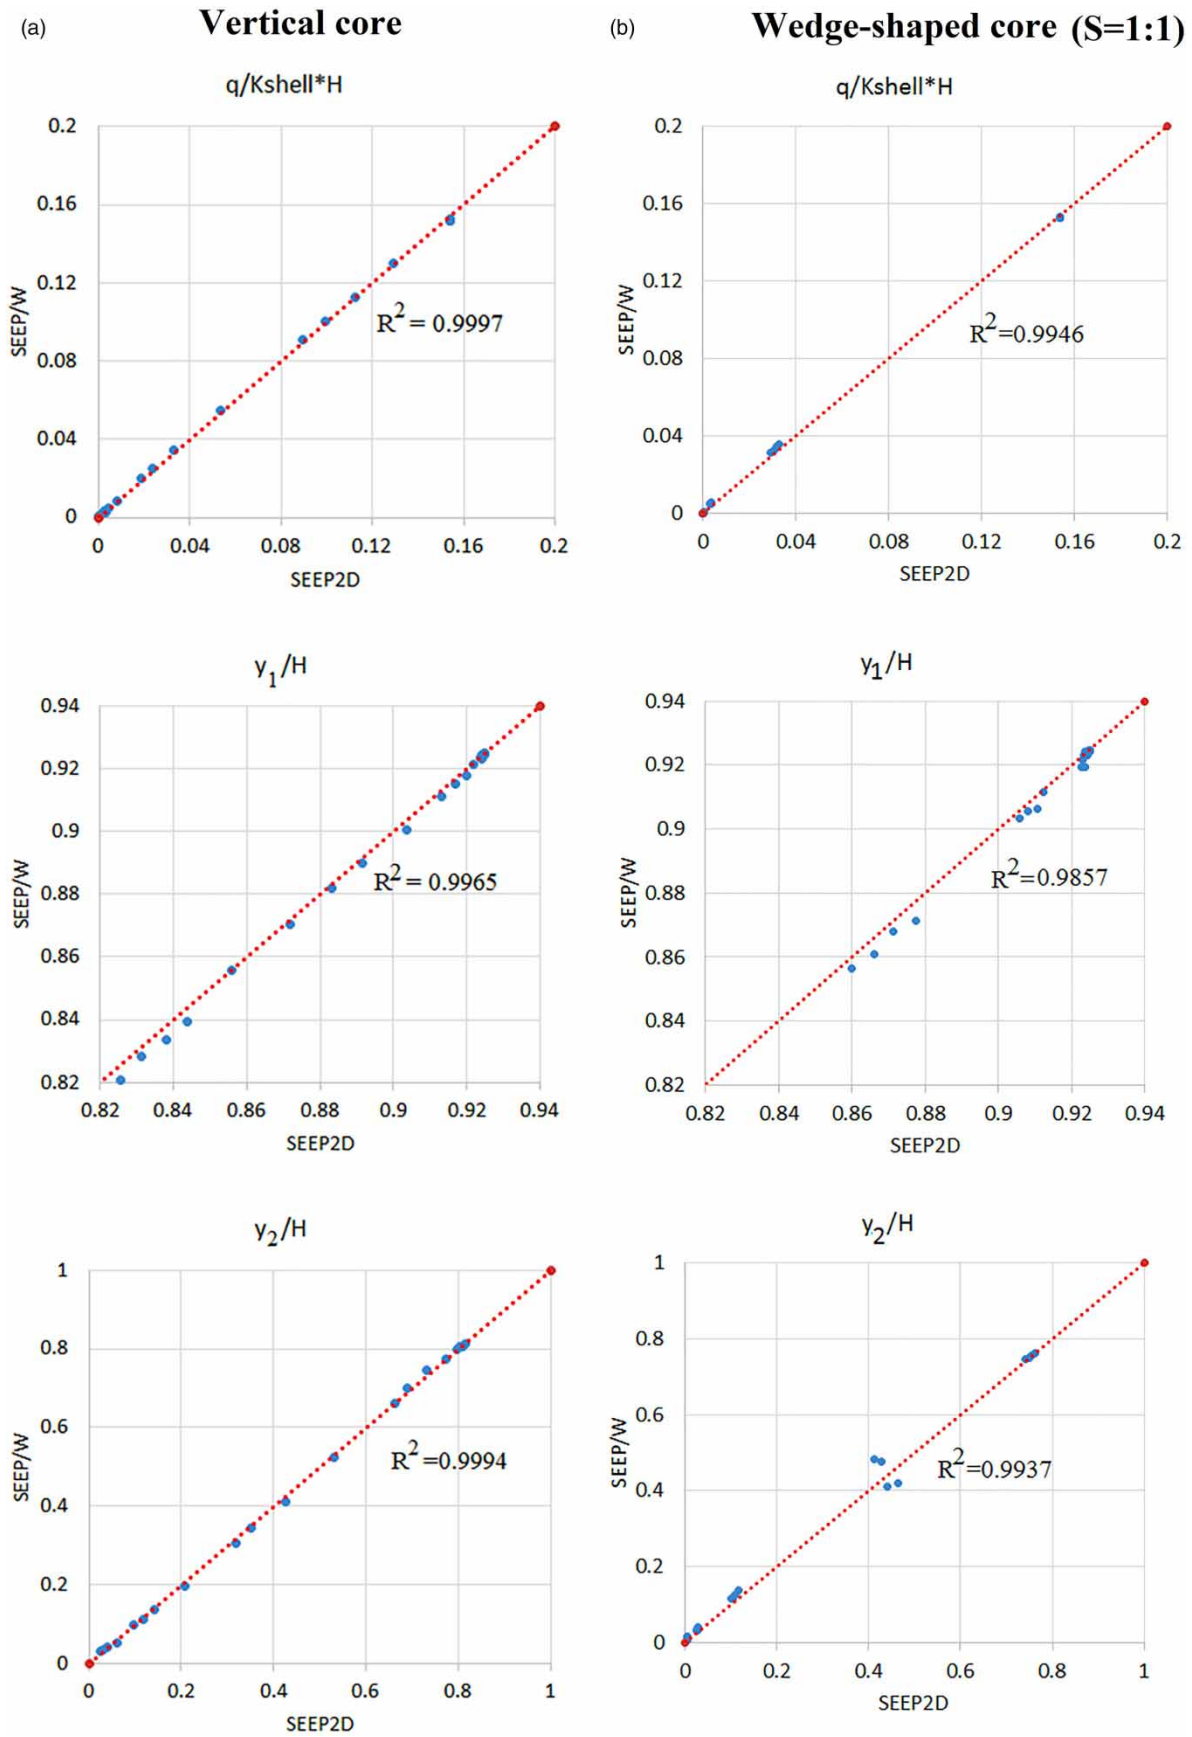 (a)
Vertical core
(b)
Wedge-shaped core (S=1:1)
q/Kshell*H
0.2
0.16
0.12
0.08
0.04
0
SEEP/W
R2 = 0.9997
0 0.04 0.08 0.12 0.16 0.2
SEEP2D
q/Kshell*H
0.2
0.16
0.12
0.08
0.04
0
SEEP/W
R2=0.9946
0 0.04 0.08 0.12 0.16 0.2
SEEP2D
y1/H
0.94
0.92
0.9
0.88
0.86
0.84
0.82
SEEP/W
R2 = 0.9965
0.82 0.84 0.86 0.88 0.9 0.92 0.94
SEEP2D
y1/H
0.94
0.92
0.9
0.88
0.86
0.84
0.82
SEEP/W
R2=0.9857
0.82 0.84 0.86 0.88 0.9 0.92 0.94
SEEP2D
y2/H
1
0.8
0.6
0.4
0.2
0
SEEP/W
R2=0.9994
0 0.2 0.4 0.6 0.8 1
SEEP2D
y2/H
1
0.8
0.6
0.4
0.2
0
SEEP/W
R2=0.9937
0 0.2 0.4 0.6 0.8 1
SEEP2D